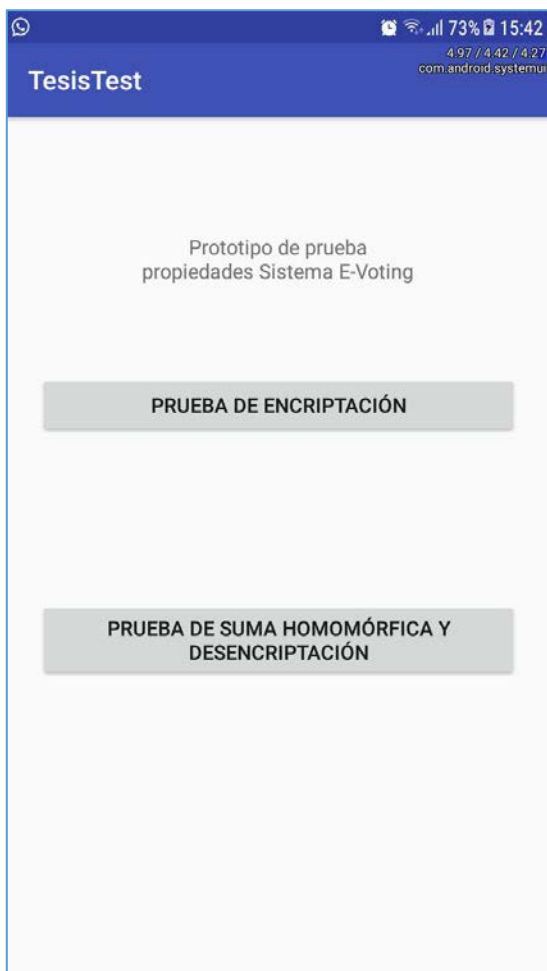 73% 15:42
4.97 / 4.42 / 4.27
com.android.systemui
TesisTest
Prototipo de prueba
propiedades Sistema E-Voting
PRUEBA DE ENCRIPTACIÓN
PRUEBA DE SUMA HOMOMÓRFICA Y
DESENCRIPTACIÓN